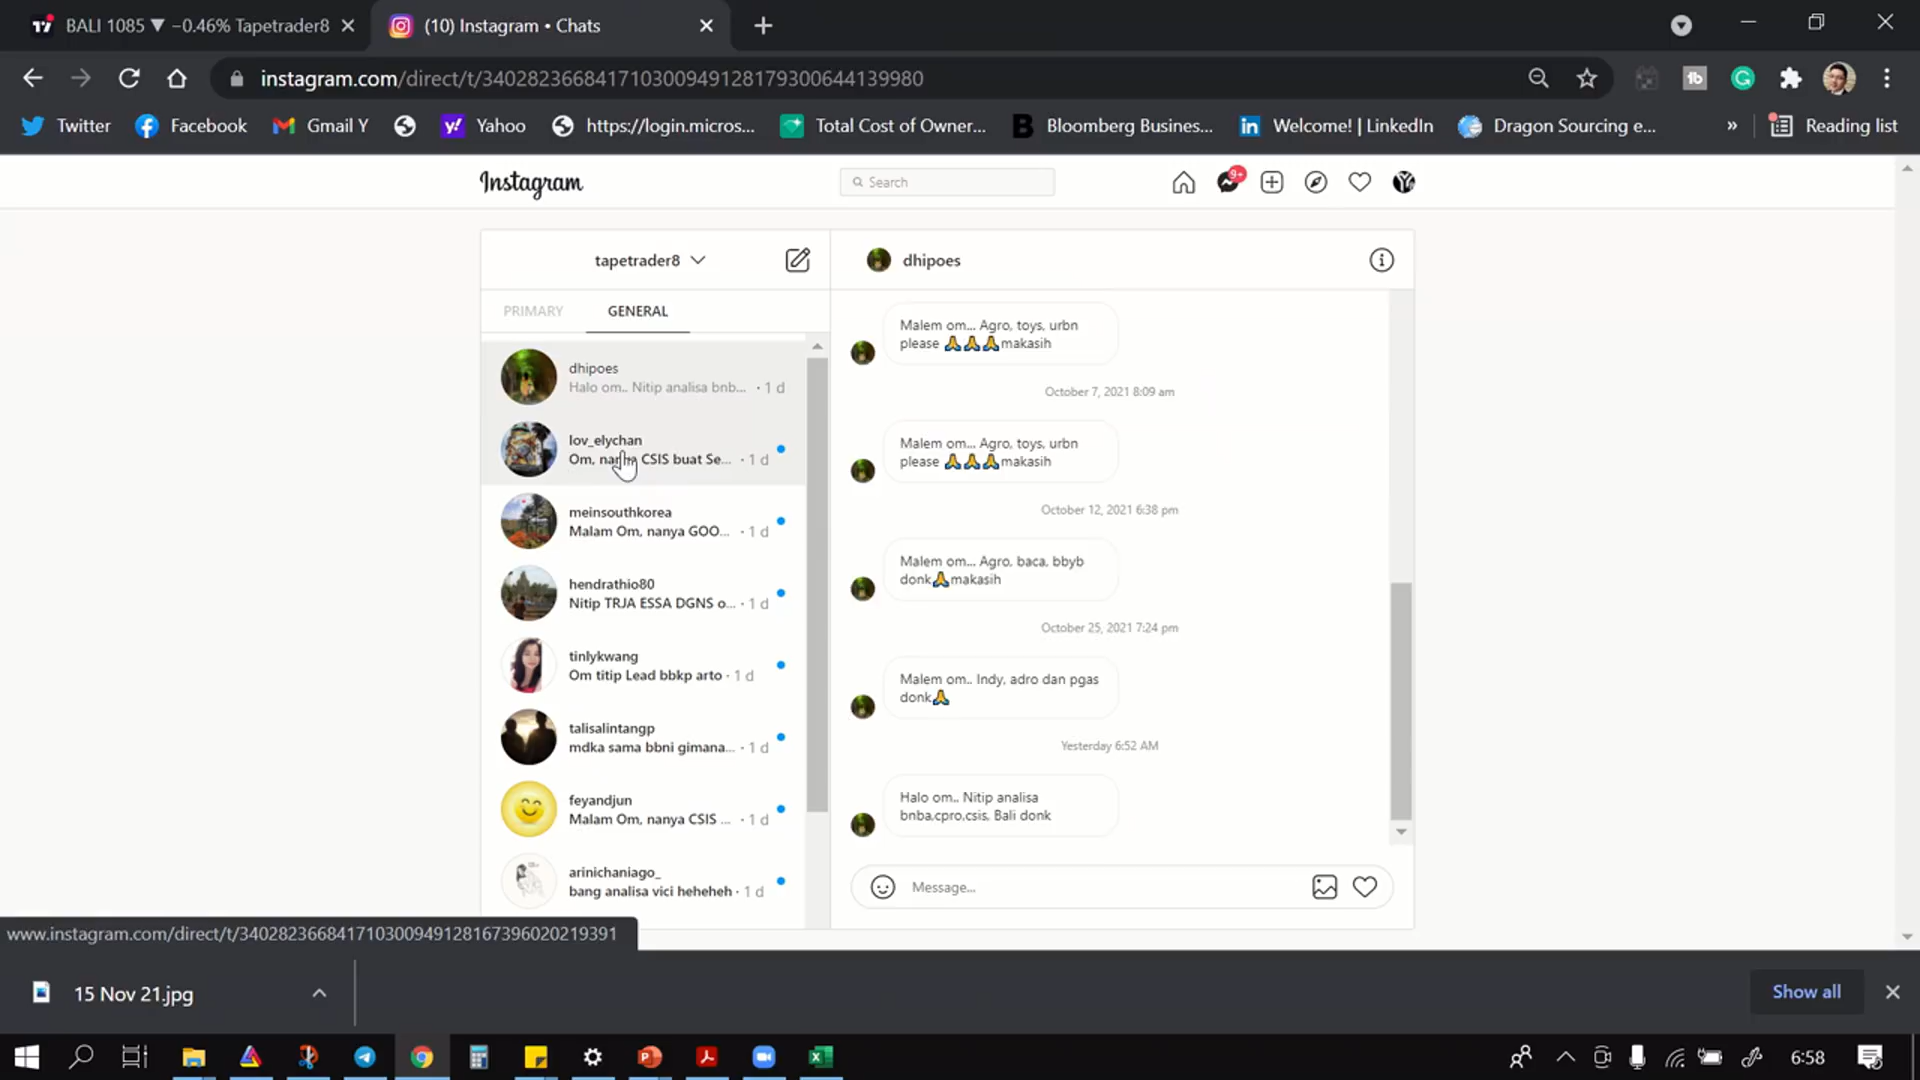 BALI 1085 ▼ −0.46% Tapetrader8
(10) Instagram • Chats
instagram.com/direct/t/340282366841710300949128179300644139980
Twitter
Facebook
Gmail Y
Yahoo
https://login.micros...
Total Cost of Owner...
Bloomberg Business...
Welcome! | LinkedIn
Dragon Sourcing e...
»
Reading list
Instagram
Search
9+
tapetrader8
dhipoes
PRIMARY
GENERAL
dhipoes
Halo om.. Nitip analisa bnb... · 1 d
lov_elychan
Om, nanya CSIS buat Se... · 1 d
meinsouthkorea
Malam Om, nanya GOO... · 1 d
hendrathio80
Nitip TRJA ESSA DGNS o... · 1 d
tinlykwang
Om titip Lead bbkp arto · 1 d
talisalintangp
mdka sama bbni gimana... · 1 d
feyandjun
Malam Om, nanya CSIS ... · 1 d
arinichaniago_
bang analisa vici heheheh · 1 d
Malem om... Agro, toys, urbn
please 🙏🙏🙏makasih
October 7, 2021 8:09 am
Malem om... Agro, toys, urbn
please 🙏🙏🙏makasih
October 12, 2021 6:38 pm
Malem om... Agro, baca, bbyb
donk🙏makasih
October 25, 2021 7:24 pm
Malem om.. Indy, adro dan pgas
donk🙏
Yesterday 6:52 AM
Halo om.. Nitip analisa
bnba,cpro,csis, Bali donk
Message...
www.instagram.com/direct/t/340282366841710300949128167396020219391
15 Nov 21.jpg
Show all
6:58